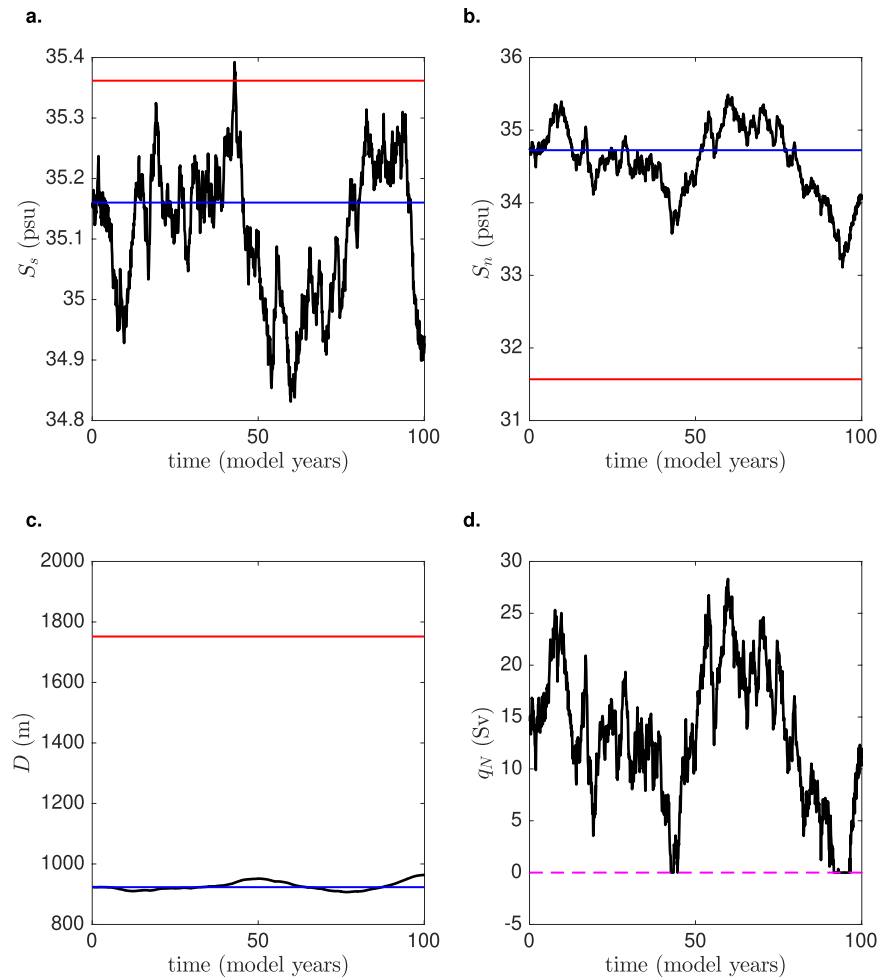 a.
35.4
35.3
35.2
35.1
35
34.9
34.8
S_s (psu)
0 50 100
time (model years)
b.
36
35
34
33
32
31
S_n (psu)
0 50 100
time (model years)
c.
2000
1800
1600
1400
1200
1000
800
D (m)
0 50 100
time (model years)
d.
30
25
20
15
10
5
0
-5
q_N (Sv)
0 50 100
time (model years)